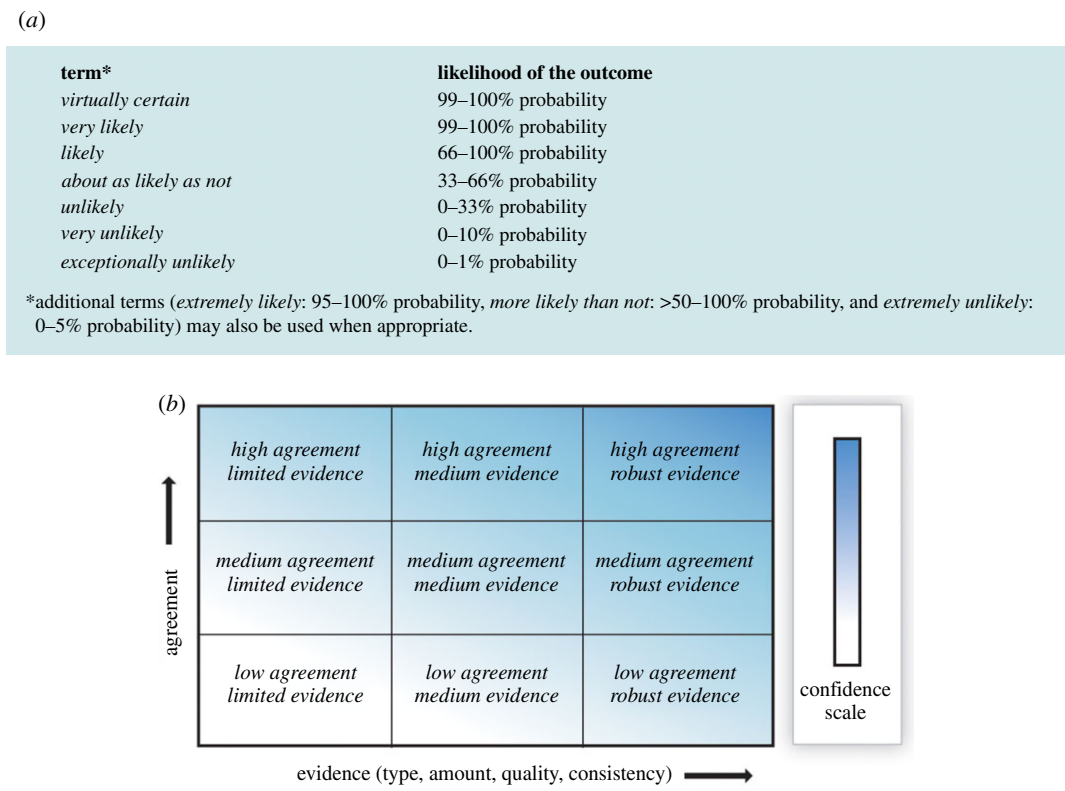 (a)
term* likelihood of the outcome
virtually certain 99–100% probability
very likely 99–100% probability
likely 66–100% probability
about as likely as not 33–66% probability
unlikely 0–33% probability
very unlikely 0–10% probability
exceptionally unlikely 0–1% probability
*additional terms (extremely likely: 95–100% probability, more likely than not: >50–100% probability, and extremely unlikely:
0–5% probability) may also be used when appropriate.
(b)
high agreement high agreement high agreement
limited evidence medium evidence robust evidence
medium agreement medium agreement medium agreement
limited evidence medium evidence robust evidence
low agreement low agreement low agreement
limited evidence medium evidence robust evidence
agreement
evidence (type, amount, quality, consistency)
confidence
scale